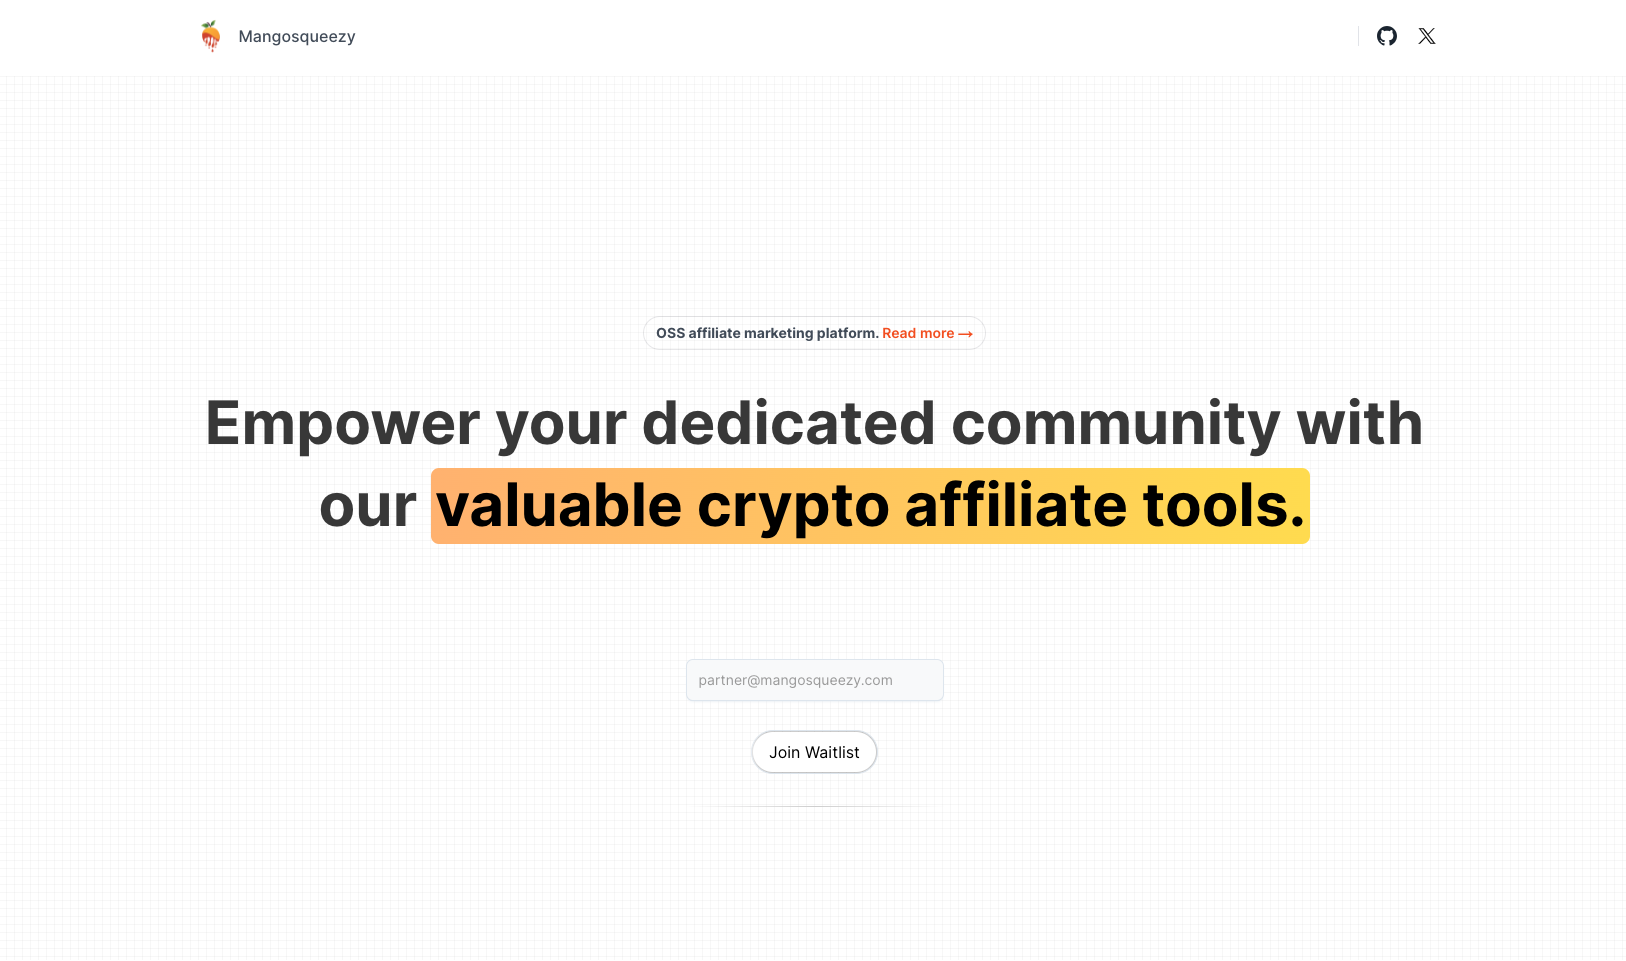 Mangosqueezy
OSS affiliate marketing platform. Read more →
Empower your dedicated community with
our valuable crypto affiliate tools.
partner@mangosqueezy.com
Join Waitlist